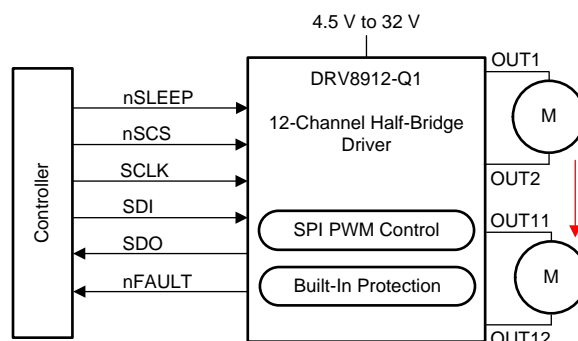 4.5 V to 32 V
Controller
nSLEEP
nSCS
SCLK
SDI
SDO
nFAULT
DRV8912-Q1
12-Channel Half-Bridge
Driver
SPI PWM Control
Built-In Protection
OUT1
M
OUT2
OUT11
M
OUT12